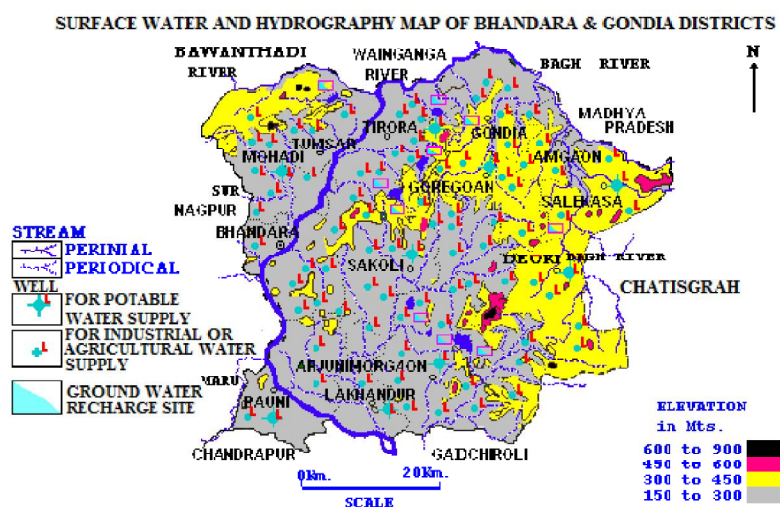 SURFACE WATER AND HYDROGRAPHY MAP OF BHANDARA & GONDIA DISTRICTS
BAWANTHADI
RIVER
WAINGANGA
RIVER
BAGH RIVER
N
MADHYA
PRADESH
TIRORA
GONDIA
TUMSAR
MOHADI
AMGAON
GOREGOAN
SUR
NAGPUR
SALEKASA
STREAM
PERINIAL
PERIODICAL
BHANDARA
SAKOLI
DEORI
BAGH RIVER
CHATISGRAH
WELL
FOR POTABLE
WATER SUPPLY
FOR INDUSTRIAL OR
AGRICULTURAL WATER
SUPPLY
GROUND WATER
RECHARGE SITE
MARU
ARJUNIMORGAON
LAKHANDUR
PAUNI
CHANDRAPUR
GADCHIROLI
0Km.
20Km.
SCALE
ELEVATION
in Mts.
600 to 900
450 to 600
300 to 450
150 to 300